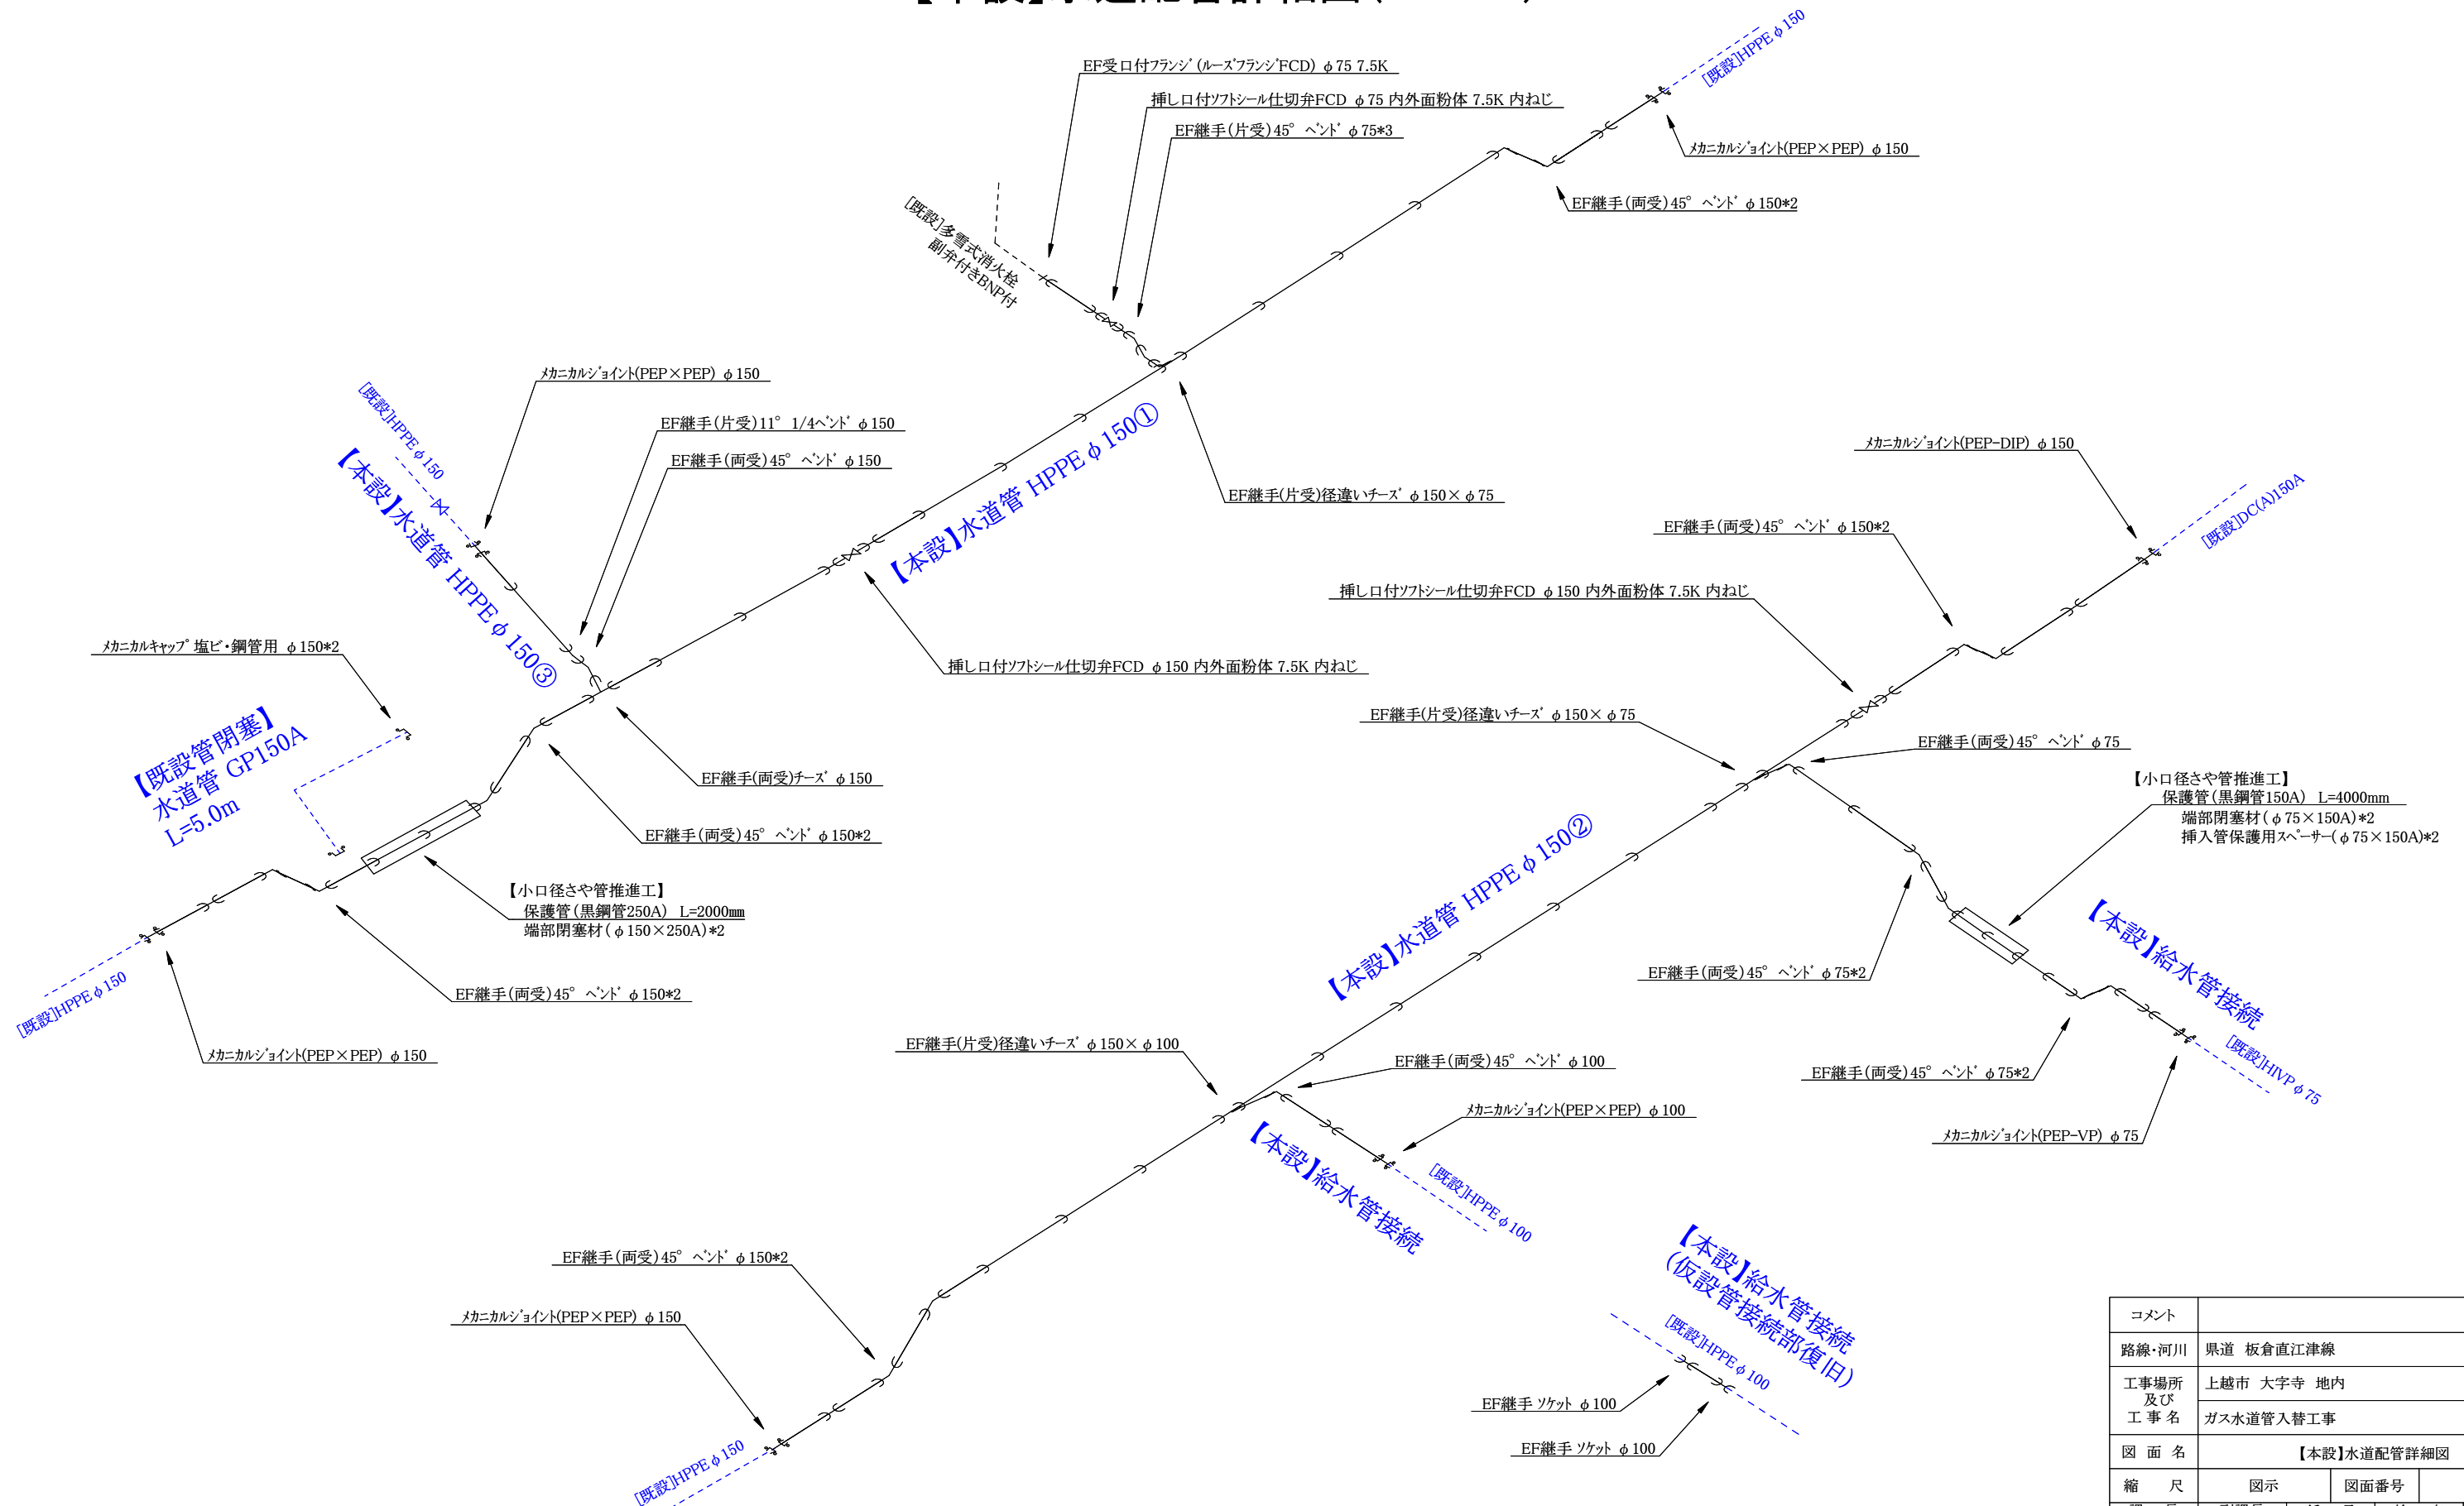 [既設]HPPEφ150
EF受口付フランジ(ルーズフランジFCD) φ75 7.5K
挿し口付ソフトシール仕切弁FCD φ75 内外面粉体 7.5K 内ねじ
EF継手(片受)45° ベンド φ75*3
メカニカルジョイント(PEP×PEP) φ150
EF継手(両受)45° ベンド φ150*2
[既設]多雪式消火栓
副弁付きBNP付
メカニカルジョイント(PEP×PEP) φ150
[既設]HPPEφ150
EF継手(片受)11° 1/4ベンド φ150
EF継手(両受)45° ベンド φ150
【本設】水道管 HPPEφ150①
【本設】水道管 HPPEφ150③
EF継手(片受)径違いチーズ φ150×φ75
メカニカルジョイント(PEP-DIP) φ150
[既設]DC(A)150A
EF継手(両受)45° ベンド φ150*2
挿し口付ソフトシール仕切弁FCD φ150 内外面粉体 7.5K 内ねじ
メカニカルキャップ 塩ビ・鋼管用 φ150*2
挿し口付ソフトシール仕切弁FCD φ150 内外面粉体 7.5K 内ねじ
EF継手(片受)径違いチーズ φ150×φ75
EF継手(両受)45° ベンド φ75
【既設管閉塞】
水道管 GP150A
L=5.0m
EF継手(両受)チーズ φ150
EF継手(両受)45° ベンド φ150*2
【小口径さや管推進工】
保護管(黒鋼管150A) L=4000mm
端部閉塞材(φ75×150A)*2
挿入管保護用スペーサー(φ75×150A)*2
【小口径さや管推進工】
保護管(黒鋼管250A) L=2000mm
端部閉塞材(φ150×250A)*2
【本設】水道管 HPPEφ150②
【本設】給水管接続
EF継手(両受)45° ベンド φ75*2
EF継手(両受)45° ベンド φ150*2
[既設]HPPEφ150
メカニカルジョイント(PEP×PEP) φ150
EF継手(片受)径違いチーズ φ150×φ100
EF継手(両受)45° ベンド φ100
EF継手(両受)45° ベンド φ75*2
[既設]HIVPφ75
メカニカルジョイント(PEP×PEP) φ100
メカニカルジョイント(PEP-VP) φ75
【本設】給水管接続
[既設]HPPEφ100
EF継手(両受)45° ベンド φ150*2
メカニカルジョイント(PEP×PEP) φ150
【本設】給水管接続
(仮設管接続部復旧)
[既設]HPPEφ100
EF継手 ソケット φ100
EF継手 ソケット φ100
[既設]HPPEφ150
コメント
路線・河川 県道 板倉直江津線
工事場所
及び
工事名
上越市 大字寺 地内
ガス水道管入替工事
図面名 【本設】水道配管詳細図
縮尺 図示 図面番号